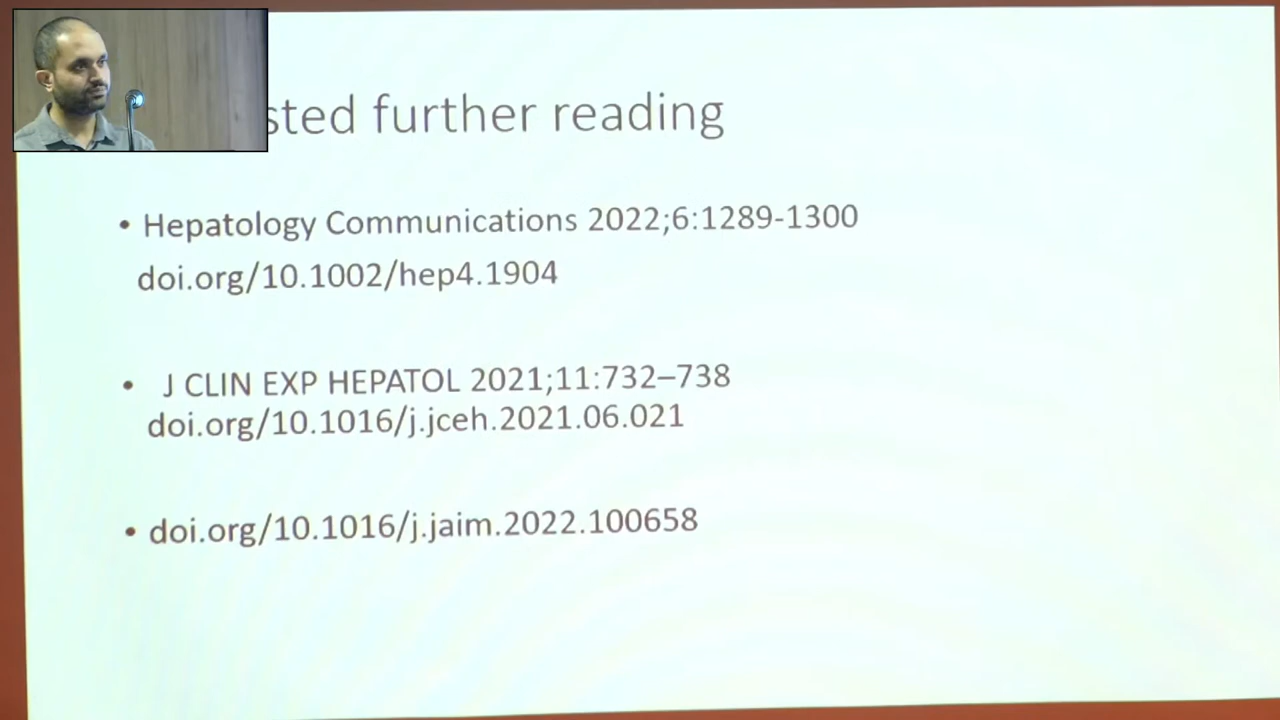 further reading
• Hepatology Communications 2022;6:1289-1300
doi.org/10.1002/hep4.1904
• J CLIN EXP HEPATOL 2021;11:732–738
doi.org/10.1016/j.jceh.2021.06.021
• doi.org/10.1016/j.jaim.2022.100658